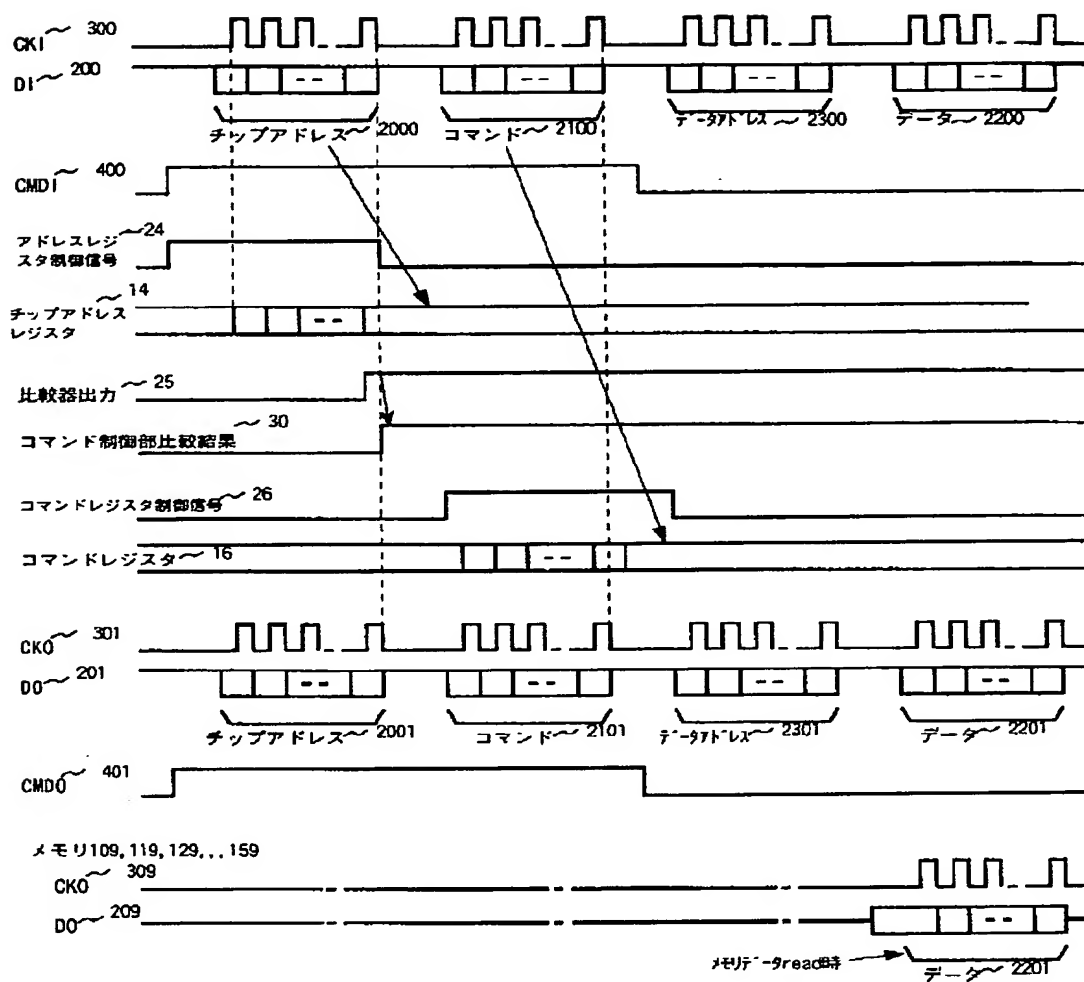 CKI 300
DI 200
チップアドレス 2000 コマンド 2100 データアドレス 2300 データ 2200
CMDI 400
アドレスレジ 24
スタ制御信号
チップアドレス 14
レジスタ
比較器出力 25
コマンド制御部比較結果 30
コマンドレジスタ制御信号 26
コマンドレジスタ 16
CKO 301
DO 201
チップアドレス 2001 コマンド 2101 データアドレス 2301 データ 2201
CMDO 401
メモリ109,119,129...159
CKO 309
DO 209
メモリデータread時 データ 2201